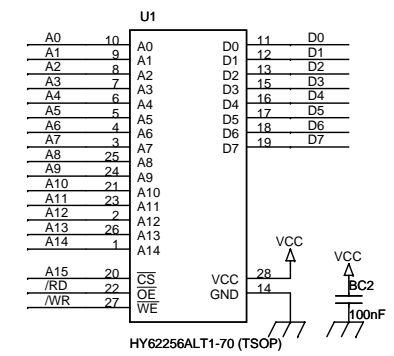 U1
A0 10 A0 D0 11 D0
A1 9 A1 D1 12 D1
A2 8 A2 D2 13 D2
A3 7 A3 D3 15 D3
A4 6 A4 D4 16 D4
A5 5 A5 D5 17 D5
A6 4 A6 D6 18 D6
A7 3 A7 D7 19 D7
A8 25 A8
A9 24 A9
A10 21 A10
A11 23 A11
A12 2 A12
A13 26 A13
A14 1 A14
VCC
VCC
A15 20 CS VCC 28
/RD 22 OE GND 14 BC2
/WR 27 WE
100nF
HY62256ALT1-70 (TSOP)